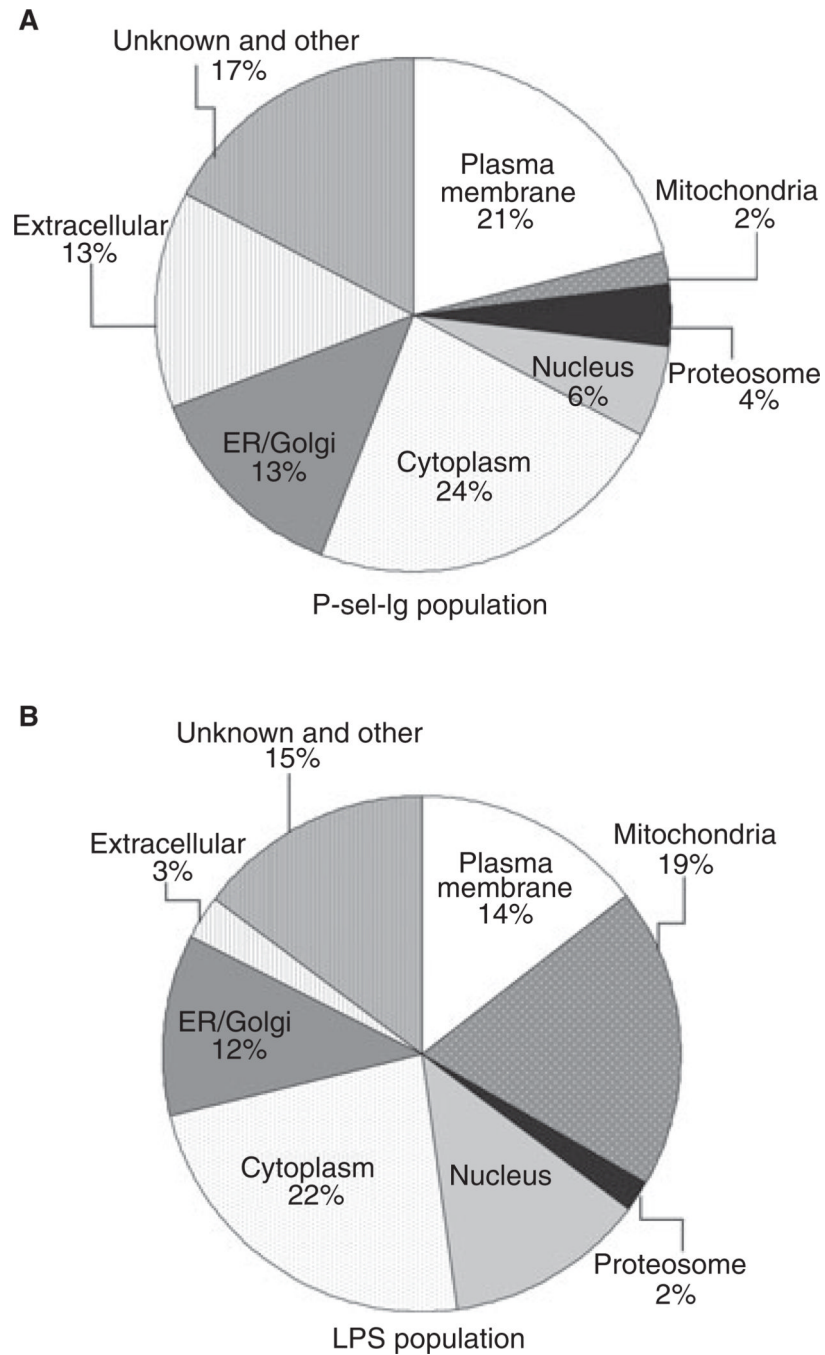 A
Unknown and other
17%
Plasma
membrane
21%
Mitochondria
2%
Extracellular
13%
Proteosome
4%
Nucleus
6%
ER/Golgi
13%
Cytoplasm
24%
P-sel-Ig population
B
Unknown and other
15%
Extracellular
3%
Plasma
membrane
14%
Mitochondria
19%
ER/Golgi
12%
Cytoplasm
22%
Nucleus
Proteosome
2%
LPS population